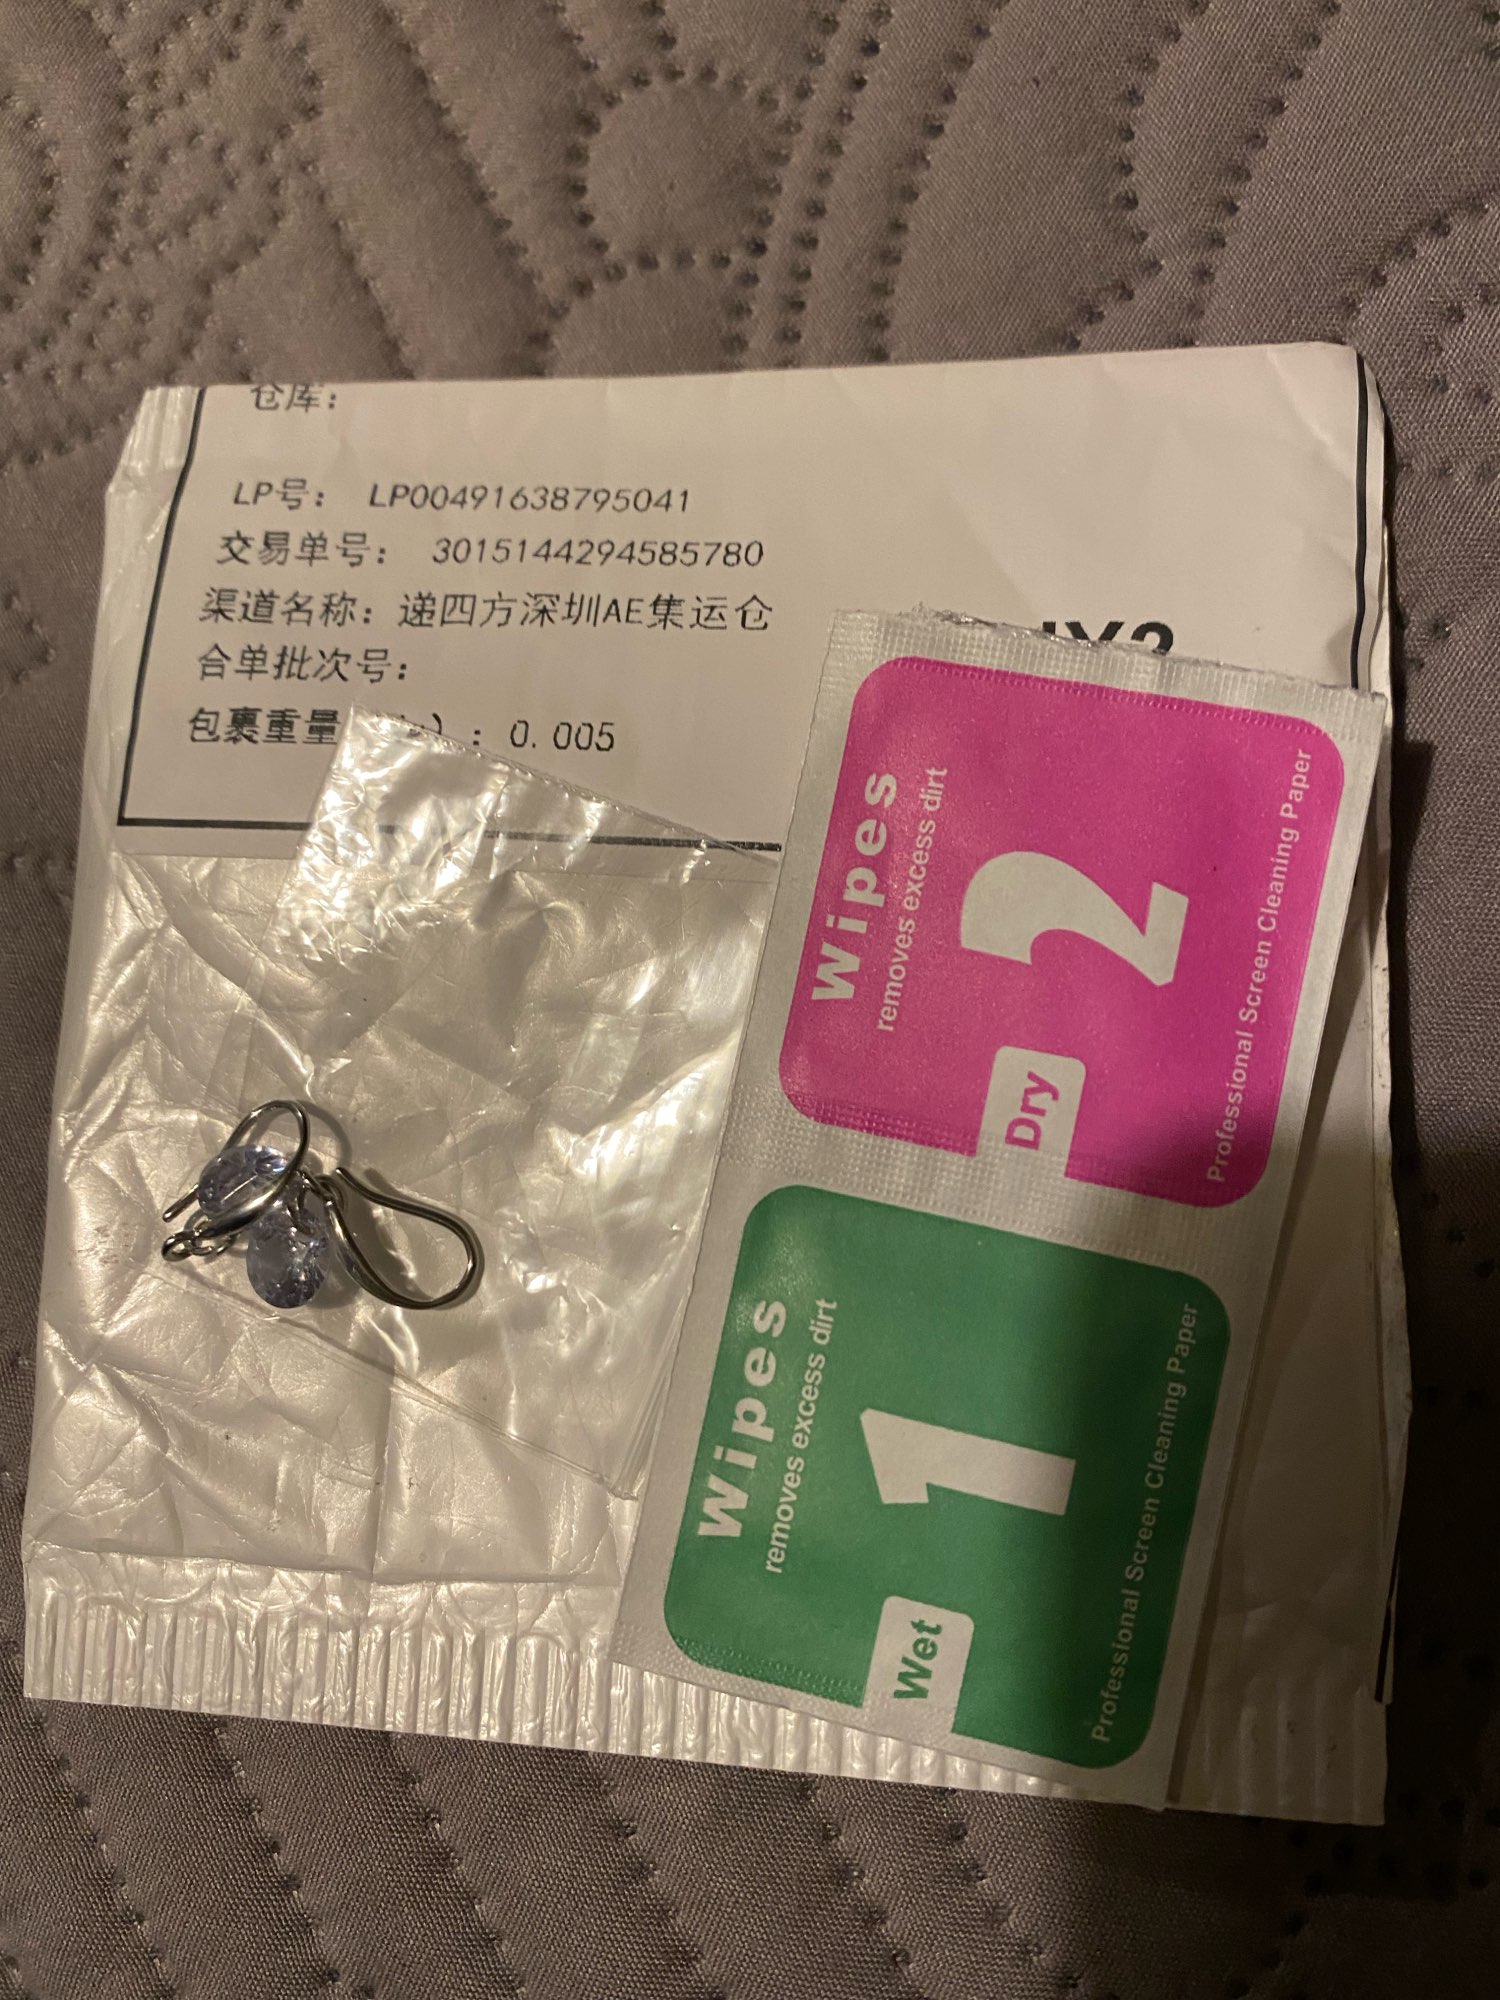 仓库：
LP号： LP00491638795041
交易单号： 3015144294585780
渠道名称：递四方深圳AE集运仓
合单批次号：
包裹重量 ）：0.005
Wipes
removes excess dirt
2
Dry
Professional Screen Cleaning Paper
Wipes
removes excess dirt
1
Wet
Professional Screen Cleaning Paper